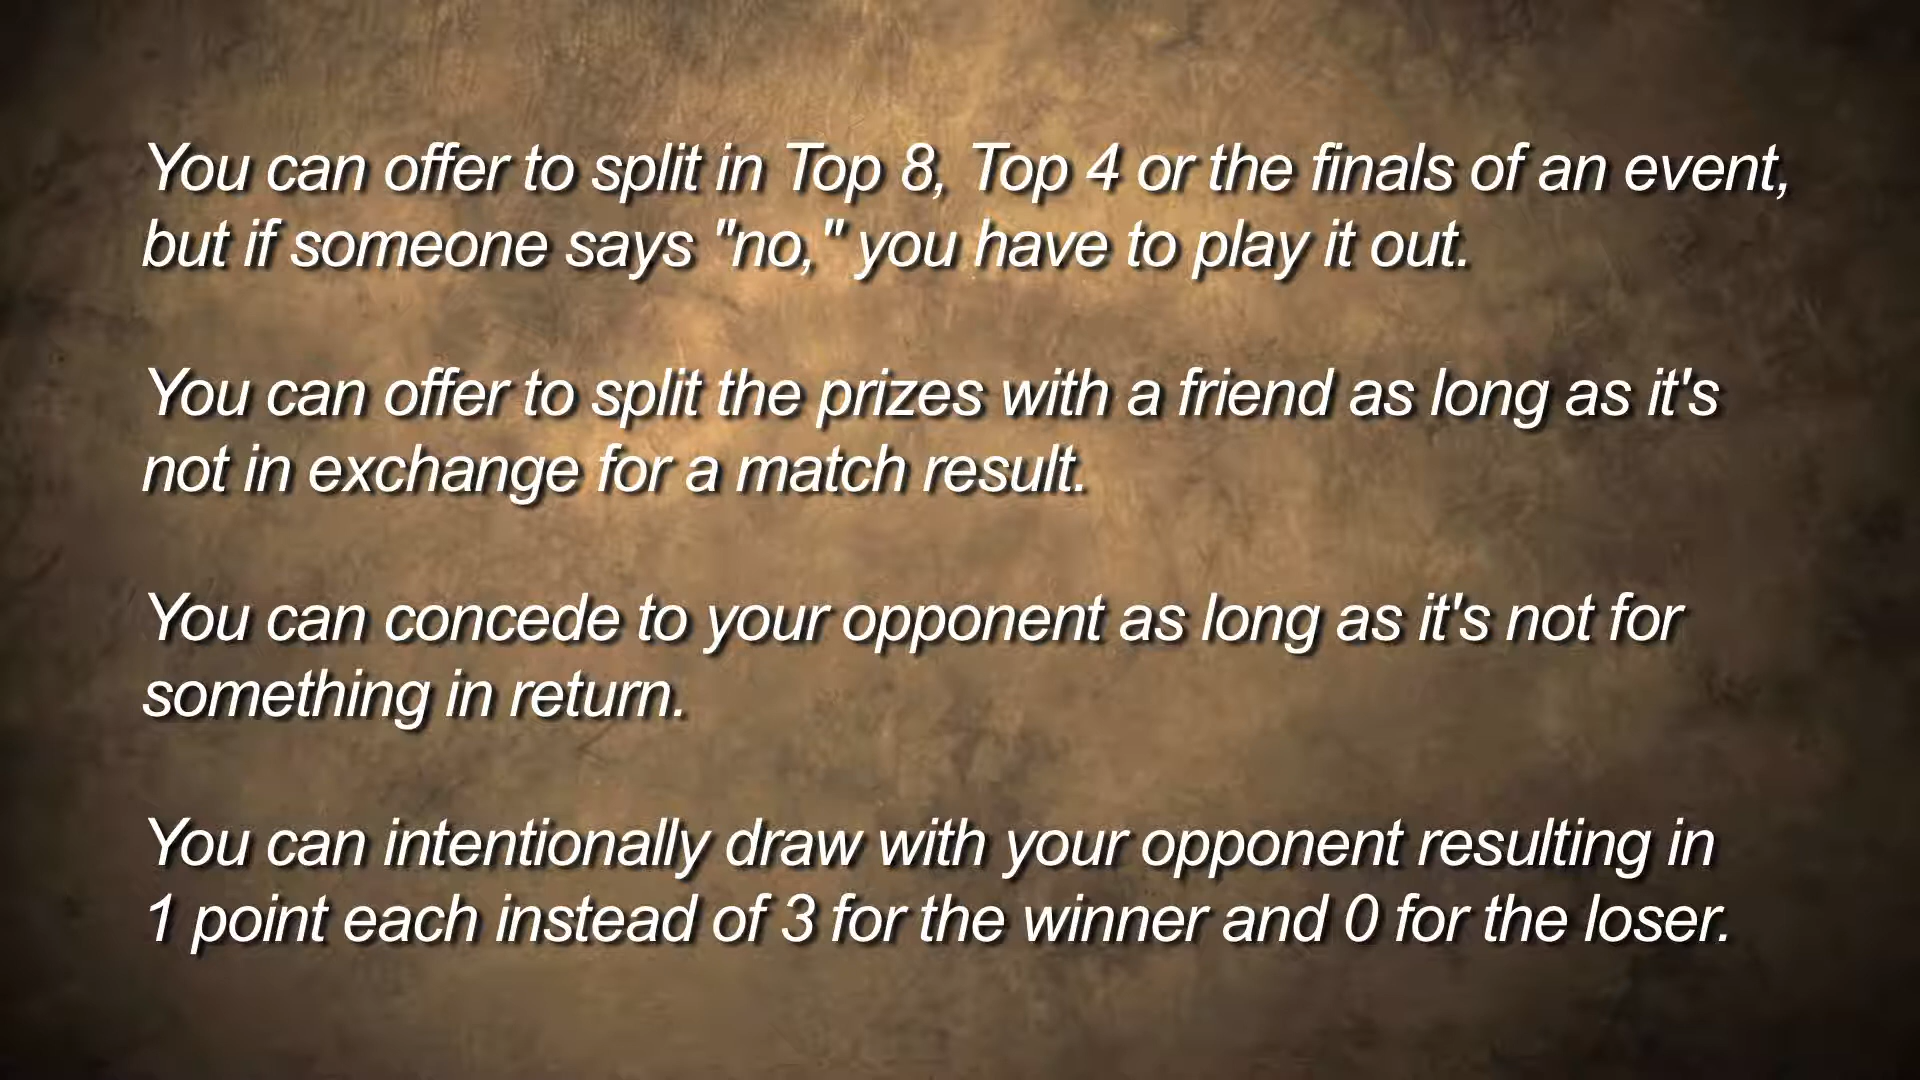 You can offer to split in Top 8, Top 4 or the finals of an event,
but if someone says "no," you have to play it out.
You can offer to split the prizes with a friend as long as it's
not in exchange for a match result.
You can concede to your opponent as long as it's not for
something in return.
You can intentionally draw with your opponent resulting in
1 point each instead of 3 for the winner and 0 for the loser.